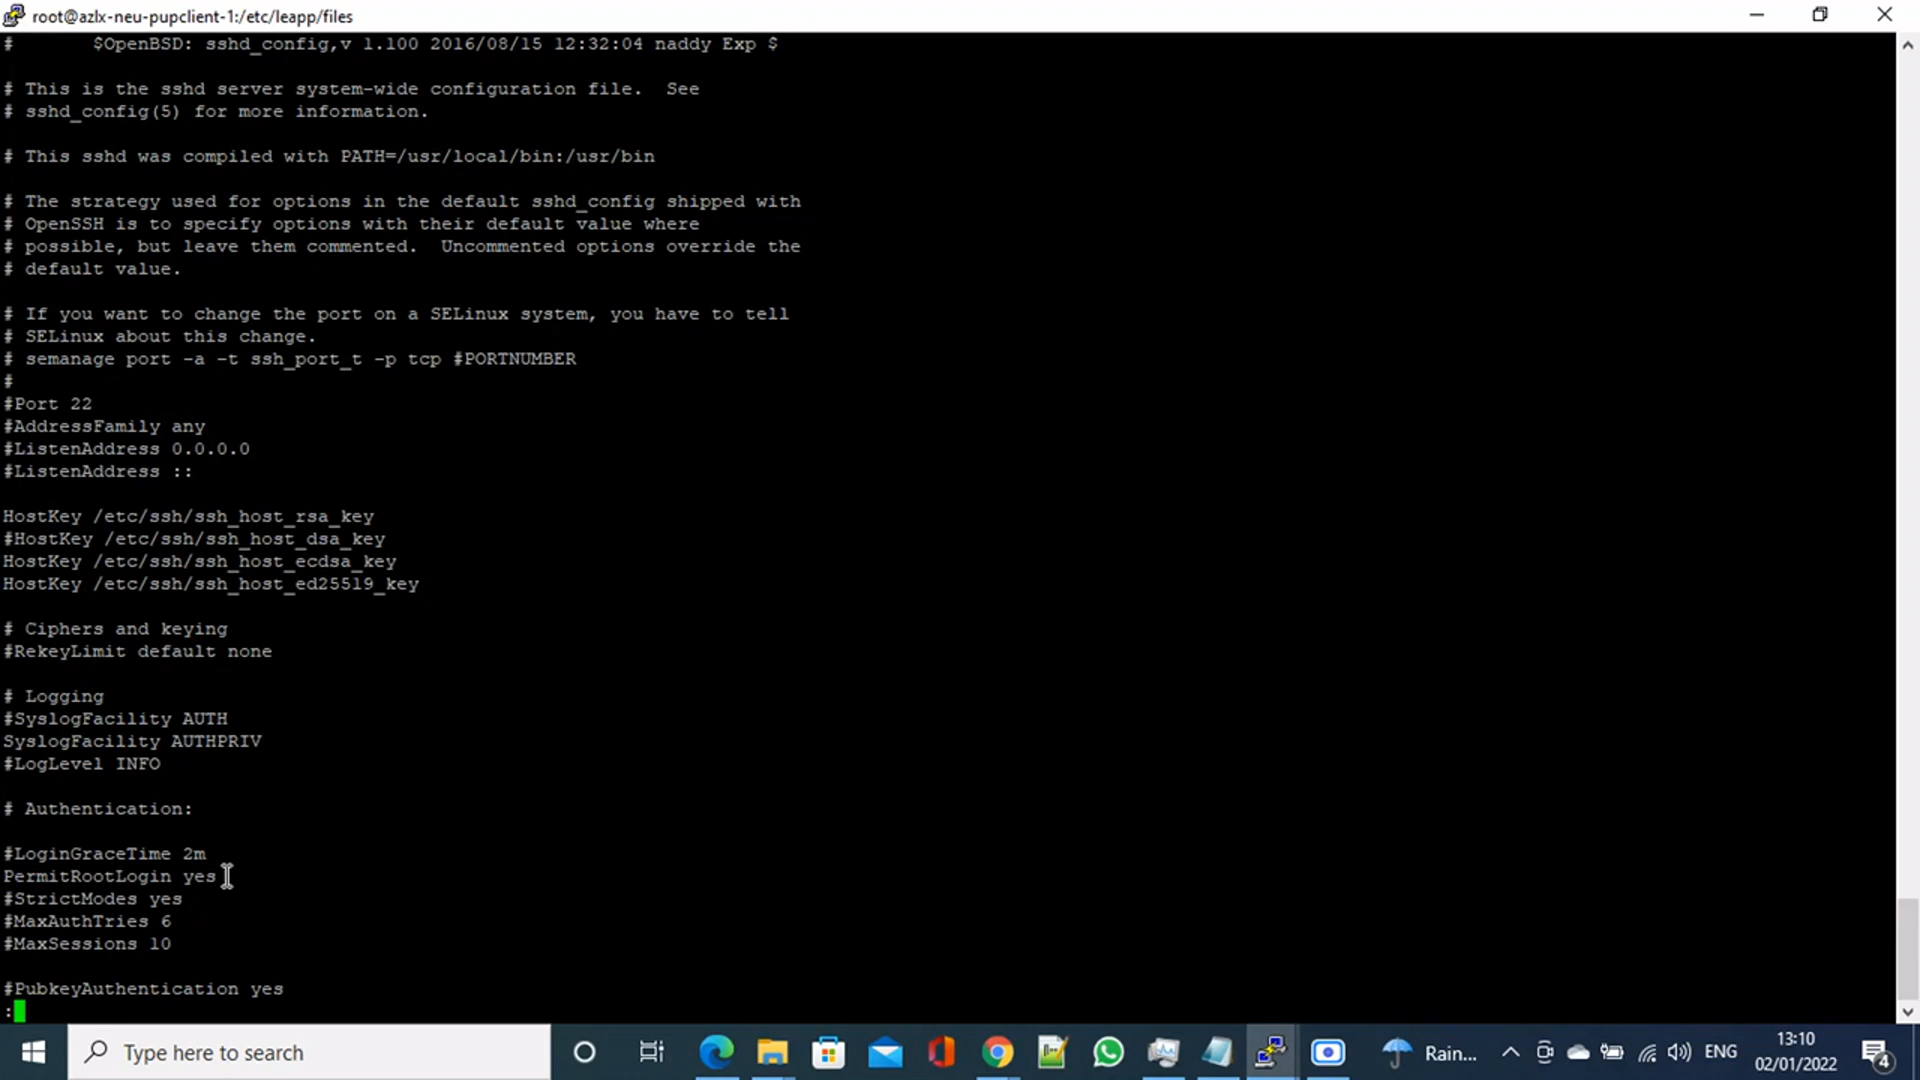 root@azlx-neu-pupclient-1:/etc/leapp/files
#       $OpenBSD: sshd_config,v 1.100 2016/08/15 12:32:04 naddy Exp $
# This is the sshd server system-wide configuration file.  See
# sshd_config(5) for more information.
# This sshd was compiled with PATH=/usr/local/bin:/usr/bin
# The strategy used for options in the default sshd_config shipped with
# OpenSSH is to specify options with their default value where
# possible, but leave them commented.  Uncommented options override the
# default value.
# If you want to change the port on a SELinux system, you have to tell
# SELinux about this change.
# semanage port -a -t ssh_port_t -p tcp #PORTNUMBER
#
#Port 22
#AddressFamily any
#ListenAddress 0.0.0.0
#ListenAddress ::
HostKey /etc/ssh/ssh_host_rsa_key
#HostKey /etc/ssh/ssh_host_dsa_key
HostKey /etc/ssh/ssh_host_ecdsa_key
HostKey /etc/ssh/ssh_host_ed25519_key
# Ciphers and keying
#RekeyLimit default none
# Logging
#SyslogFacility AUTH
SyslogFacility AUTHPRIV
#LogLevel INFO
# Authentication:
#LoginGraceTime 2m
PermitRootLogin yes
#StrictModes yes
#MaxAuthTries 6
#MaxSessions 10
#PubkeyAuthentication yes
:
Type here to search
Rain...
ENG
13:10
02/01/2022
4